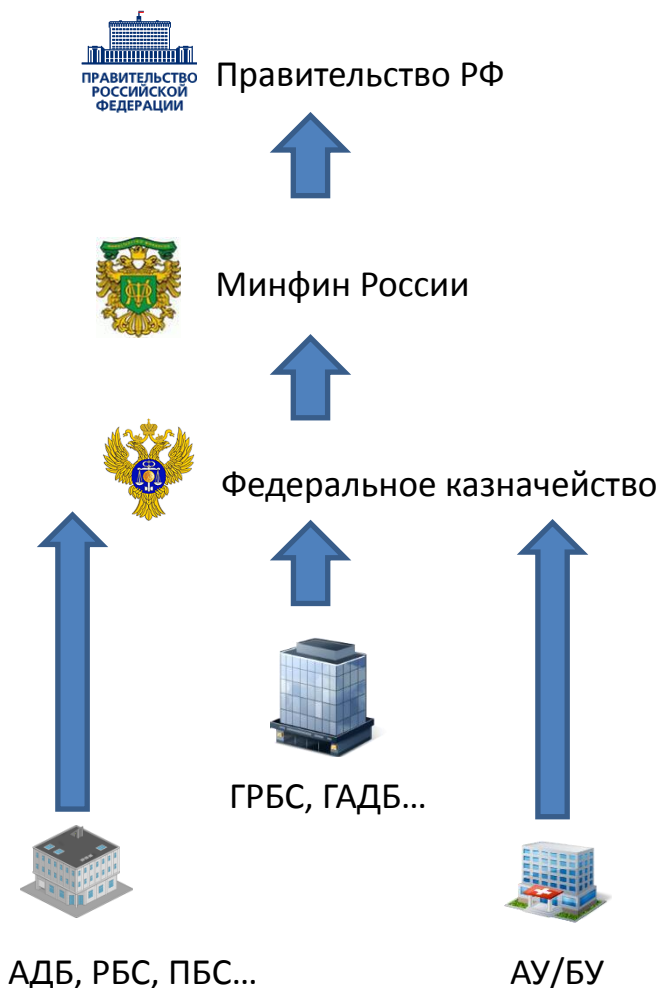 ПРАВИТЕЛЬСТВО
РОССИЙСКОЙ
ФЕДЕРАЦИИ
Правительство РФ
Минфин России
Федеральное казначейство
ГРБС, ГАДБ...
АДБ, РБС, ПБС...
АУ/БУ